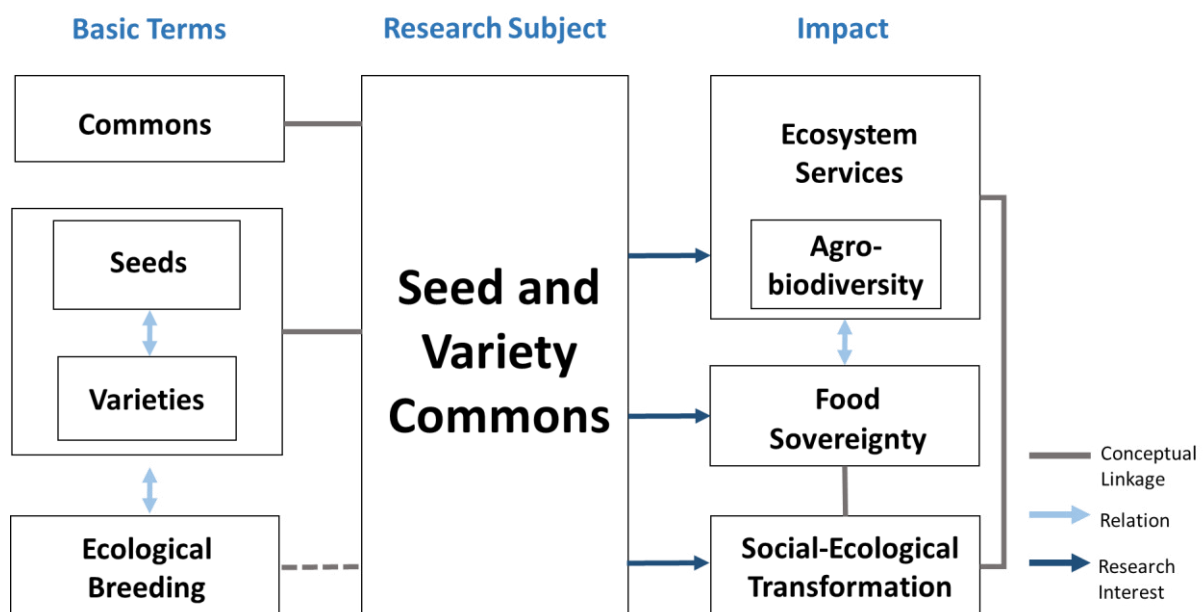 Basic Terms
Research Subject
Impact
Commons
Seeds
Varieties
Ecological
Breeding
Seed and
Variety
Commons
Ecosystem
Services
Agro-
biodiversity
Food
Sovereignty
Social-Ecological
Transformation
Conceptual
Linkage
Relation
Research
Interest